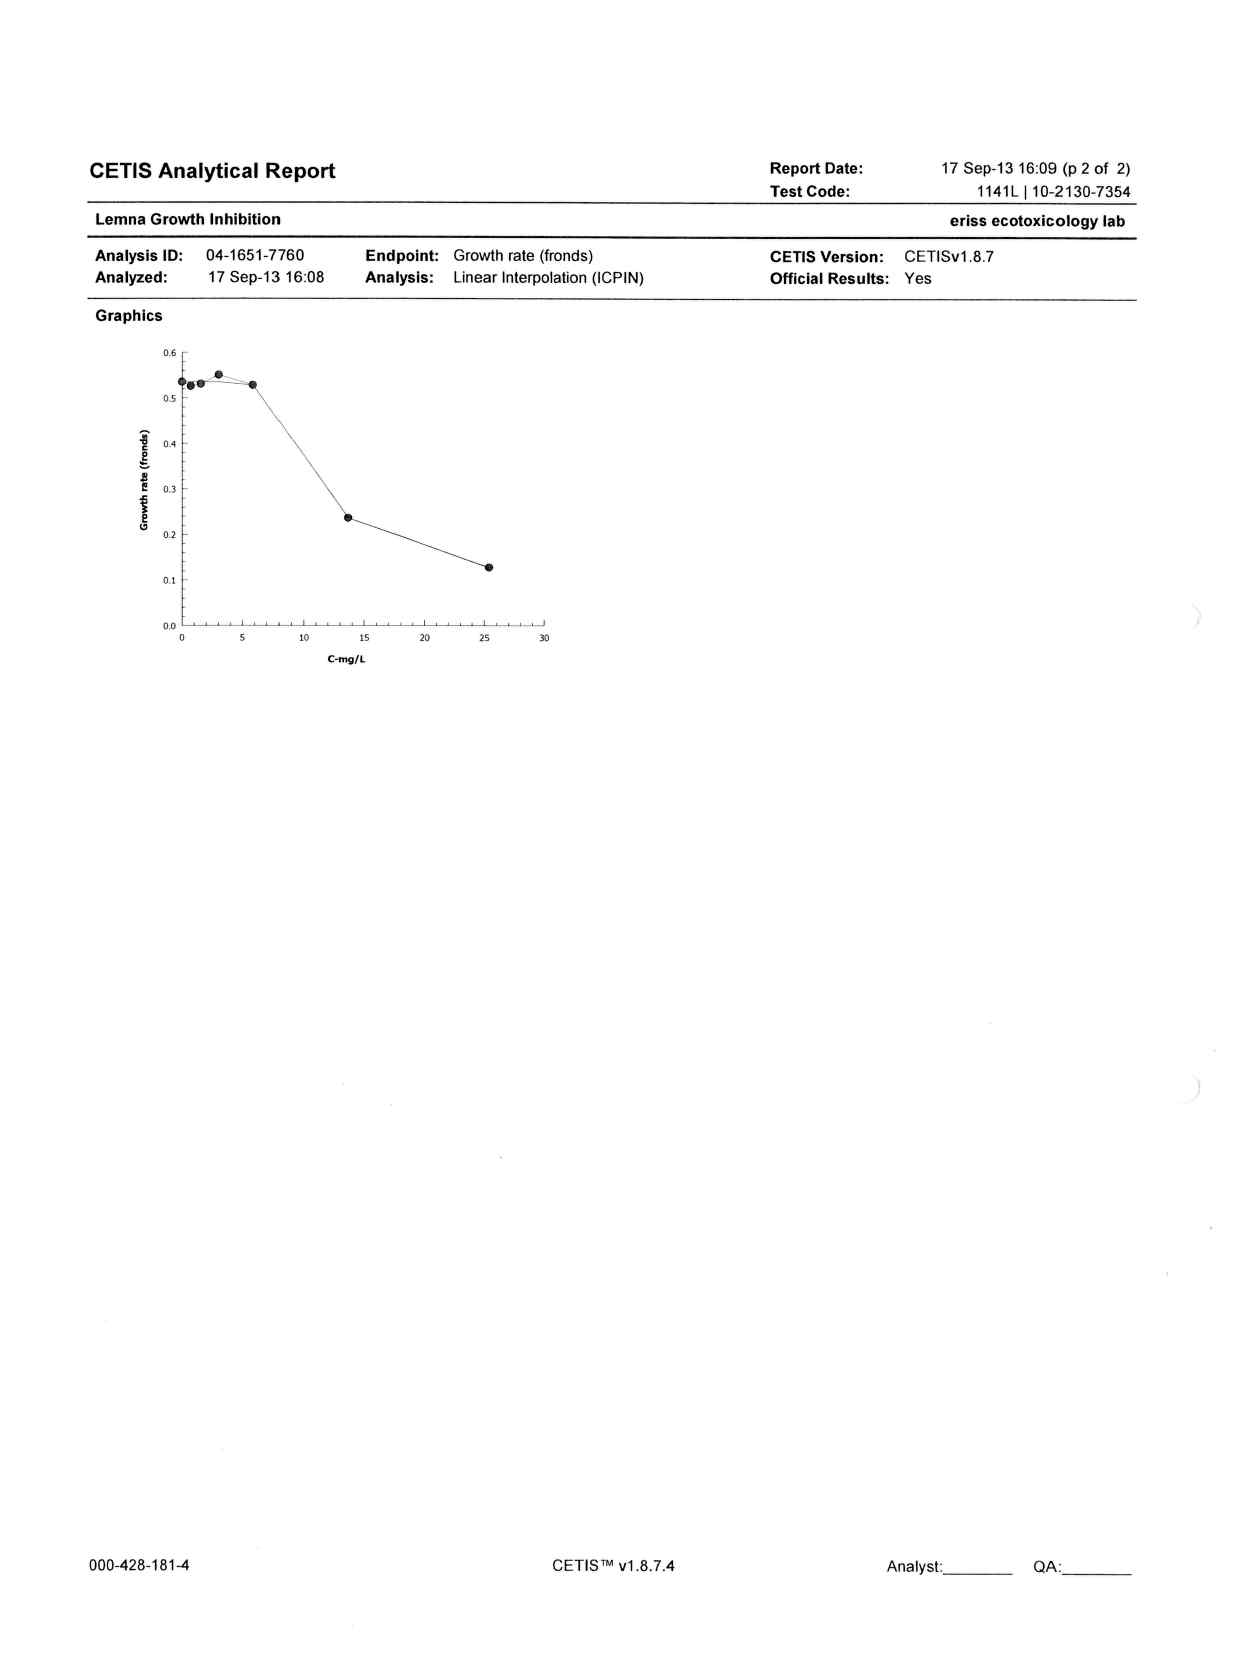 CETIS Analytical Report
Report Date: 17 Sep-13 16:09 (p 2 of 2)
Test Code: 1141L | 10-2130-7354
Lemna Growth Inhibition eriss ecotoxicology lab
Analysis ID: 04-1651-7760 Endpoint: Growth rate (fronds) CETIS Version: CETISv1.8.7
Analyzed: 17 Sep-13 16:08 Analysis: Linear Interpolation (ICPIN) Official Results: Yes
Graphics
0.6
0.5
0.4
0.3
0.2
0.1
0.0
Growth rate (fronds)
0 5 10 15 20 25 30
C-mg/L
000-428-181-4 CETIS™ v1.8.7.4 Analyst:_______ QA:_______